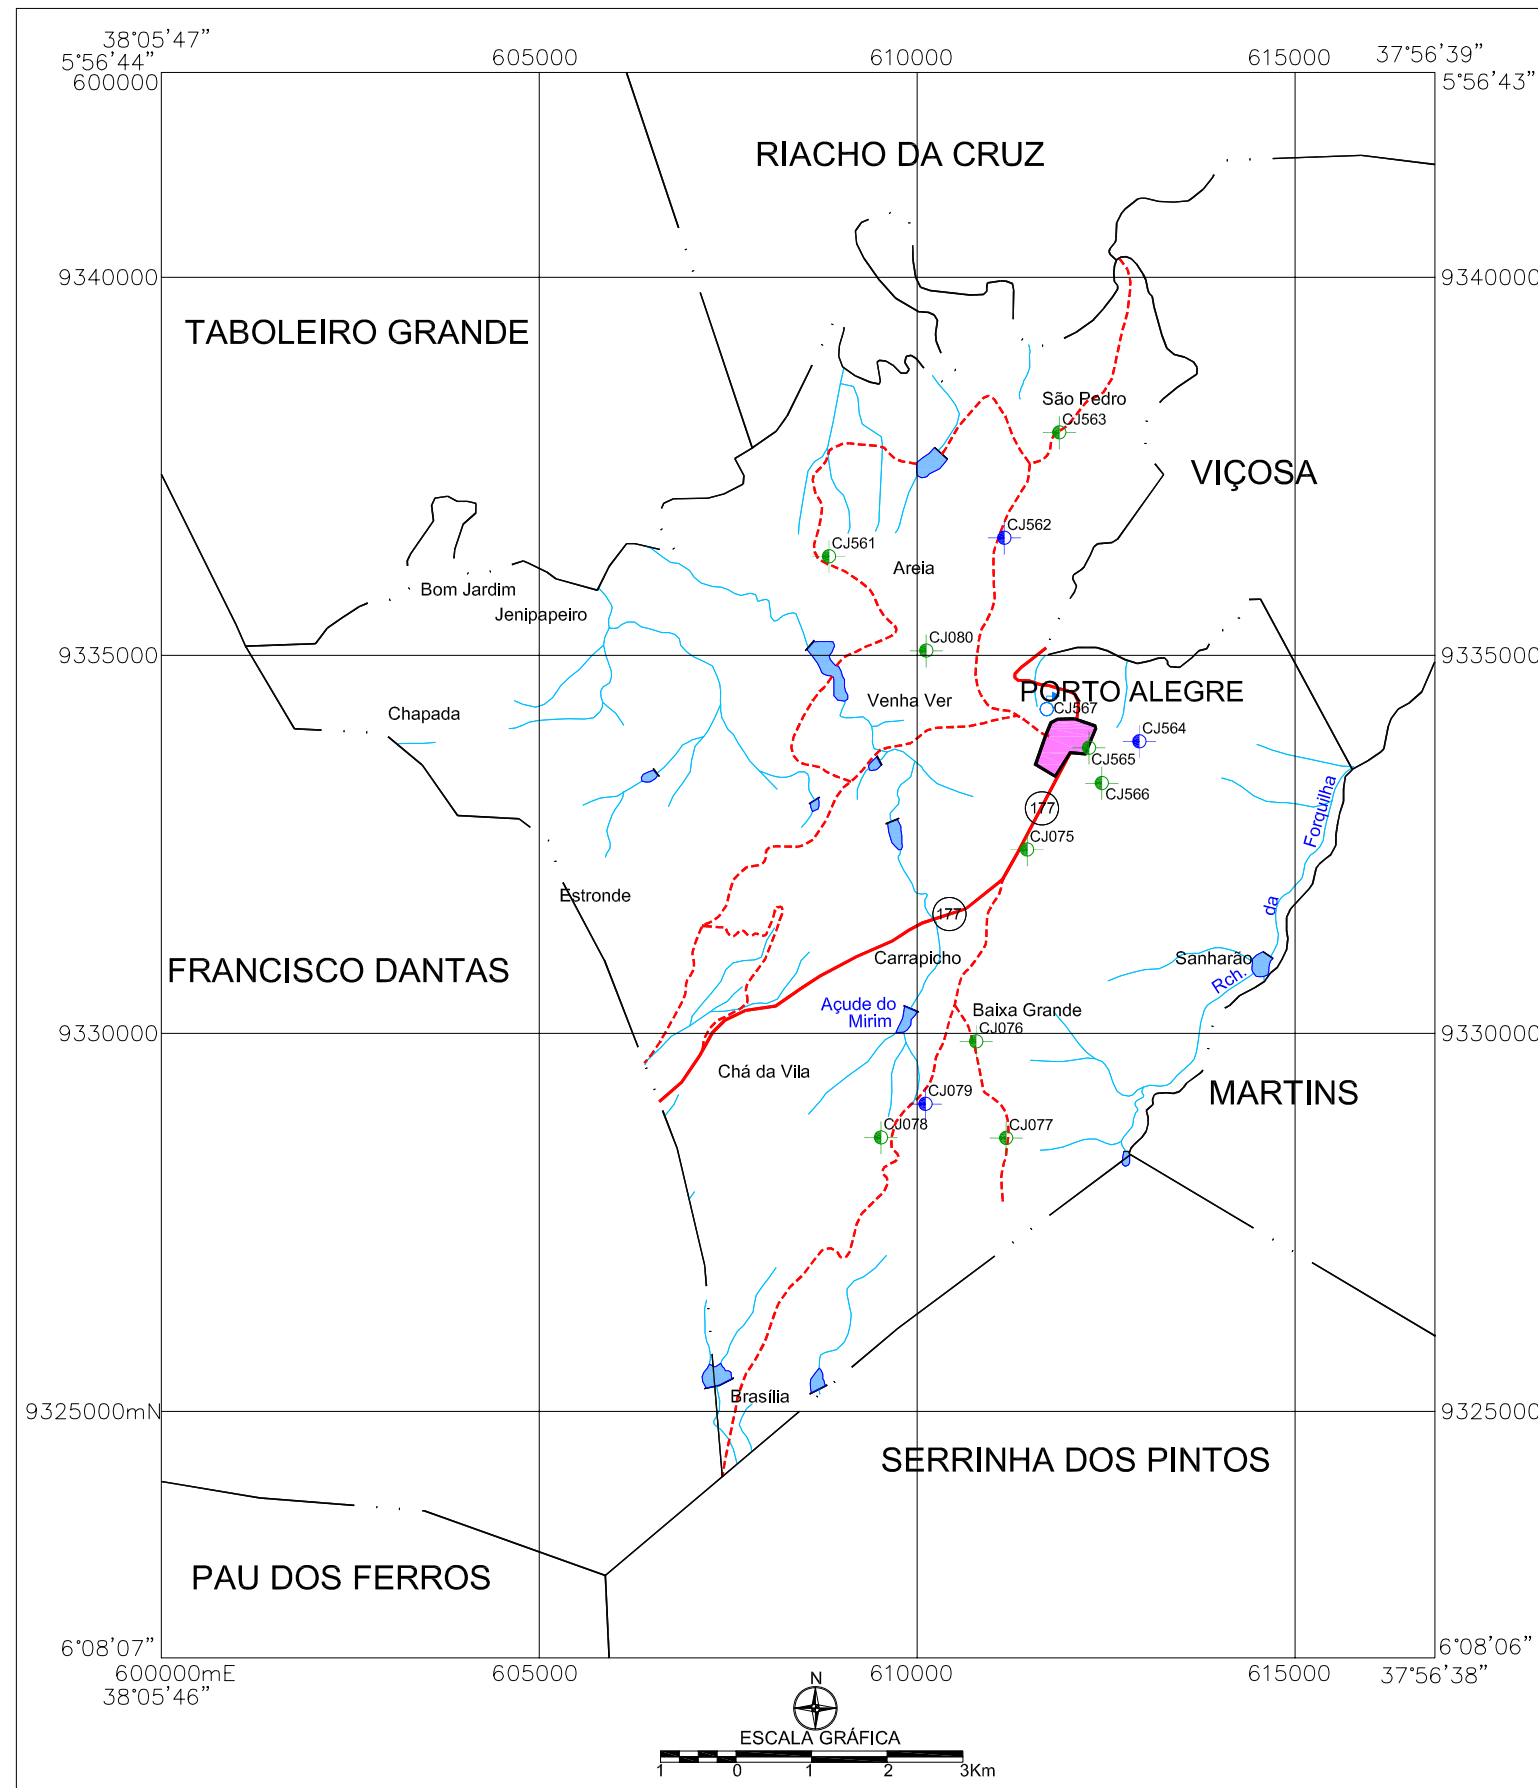 38°05'47"
5°56'44"
605000
610000
615000
37°56'39"
600000
5°56'43"
RIACHO DA CRUZ
9340000
9340000
TABOLEIRO GRANDE
São Pedro
CJ563
VIÇOSA
CJ562
CJ561
Areia
Bom Jardim
Jenipapeiro
CJ080
9335000
9335000
PORTO ALEGRE
Venha Ver
CJ567
Chapada
CJ564
CJ565
CJ566
177
Forquilha
CJ075
Estronde
da
177
Carrapicho
Sanharão
FRANCISCO DANTAS
Rch.
Açude do
Mirim
Baixa Grande
CJ076
9330000
9330000
Chá da Vila
MARTINS
CJ079
CJ078
CJ077
Brasília
9325000mN
9325000
SERRINHA DOS PINTOS
PAU DOS FERROS
6°08'07"
6°08'06"
600000mE
605000
610000
615000
37°56'38"
38°05'46"
N
ESCALA GRÁFICA
1 0 1 2 3Km